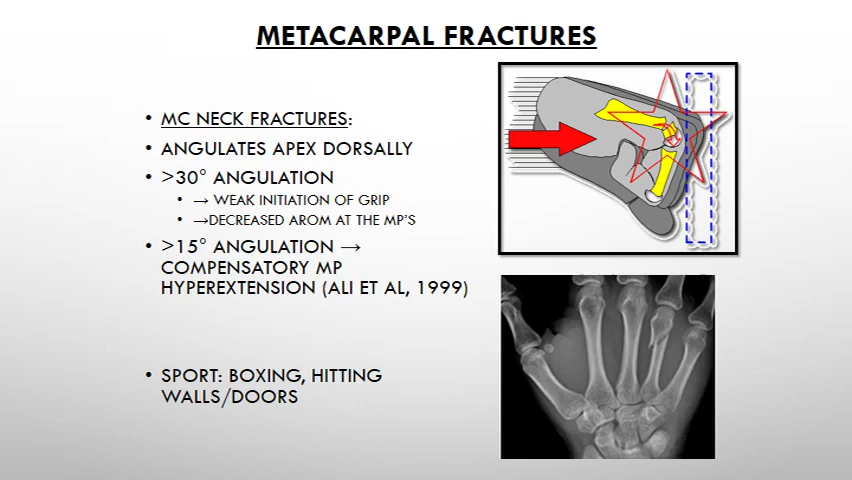 METACARPAL FRACTURES
• MC NECK FRACTURES:
• ANGULATES APEX DORSALLY
• >30° ANGULATION
• → WEAK INITIATION OF GRIP
• →DECREASED AROM AT THE MP'S
• >15° ANGULATION →
COMPENSATORY MP
HYPEREXTENSION (ALI ET AL, 1999)
• SPORT: BOXING, HITTING
WALLS/DOORS